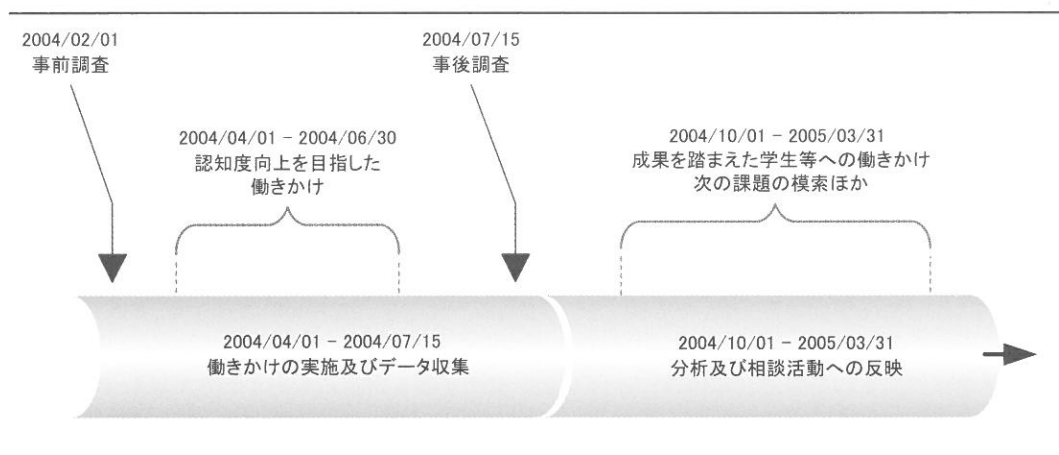 2004/02/01
事前調査
2004/07/15
事後調査
2004/04/01 - 2004/06/30
認知度向上を目指した
働きかけ
2004/10/01 - 2005/03/31
成果を踏まえた学生等への働きかけ
次の課題の模索ほか
2004/04/01 - 2004/07/15
働きかけの実施及びデータ収集
2004/10/01 - 2005/03/31
分析及び相談活動への反映